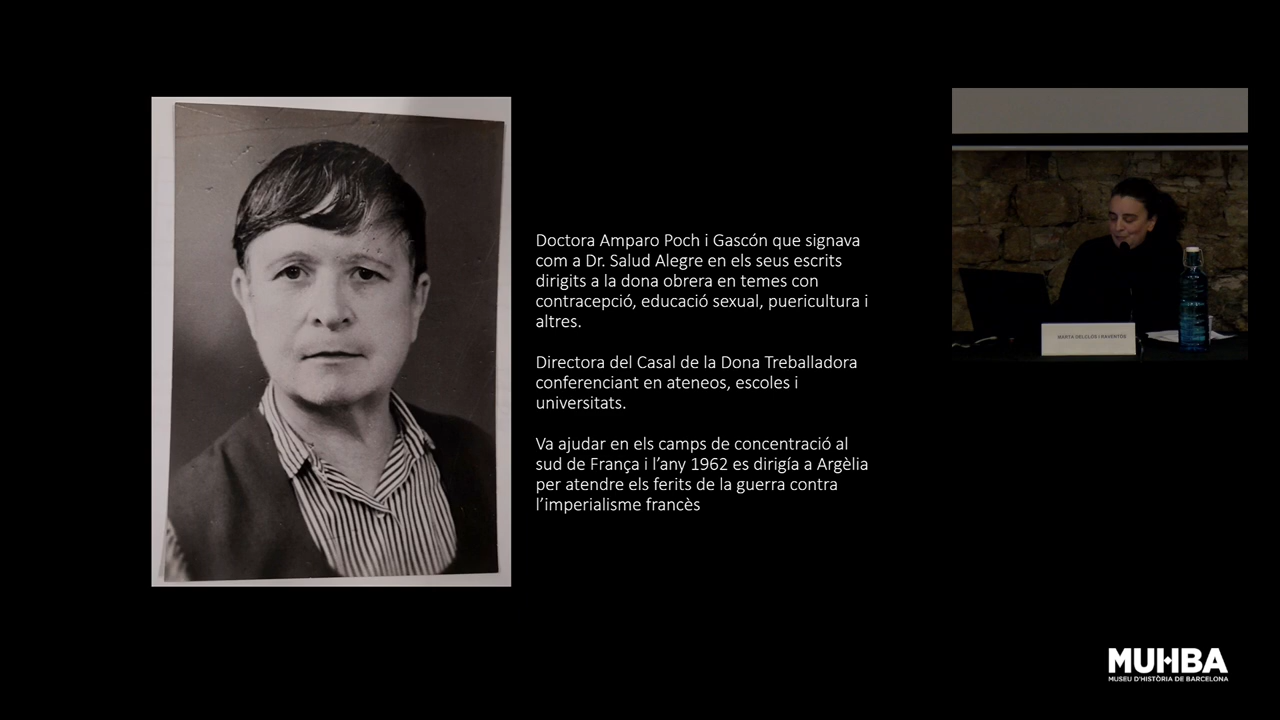 Doctora Amparo Poch i Gascón que signava
com a Dr. Salud Alegre en els seus escrits
dirigits a la dona obrera en temes con
contracepció, educació sexual, puericultura i
altres.
Directora del Casal de la Dona Treballadora
conferenciant en ateneos, escoles i
universitats.
Va ajudar en els camps de concentració al
sud de França i l'any 1962 es dirigía a Argèlia
per atendre els ferits de la guerra contra
l'imperialisme francès
MARTA DELCLÓS I RAVENTÓS
MUHBA
MUSEU D'HISTÒRIA DE BARCELONA